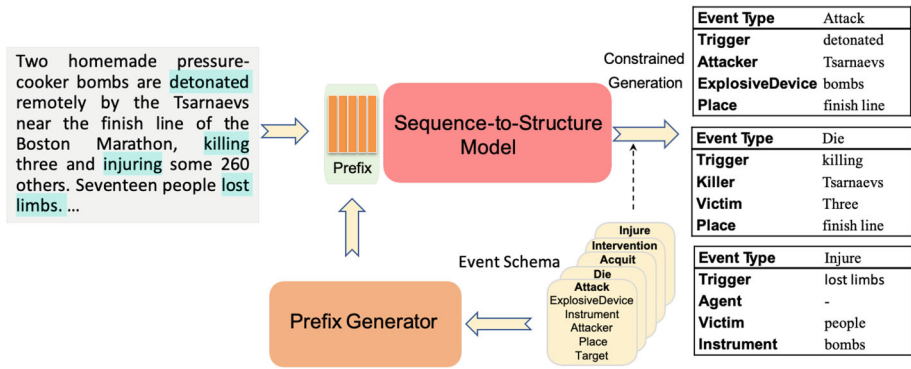 Two homemade pressure-
cooker bombs are detonated
remotely by the Tsarnaevs
near the finish line of the
Boston Marathon, killing
three and injuring some 260
others. Seventeen people lost
limbs. ...
Prefix
Sequence-to-Structure
Model
Constrained
Generation
Event Schema
Injure
Intervention
Acquit
Die
Attack
ExplosiveDevice
Instrument
Attacker
Place
Target
Prefix Generator
Event Type Attack
Trigger detonated
Attacker Tsarnaevs
ExplosiveDevice bombs
Place finish line
Event Type Die
Trigger killing
Killer Tsarnaevs
Victim Three
Place finish line
Event Type Injure
Trigger lost limbs
Agent -
Victim people
Instrument bombs